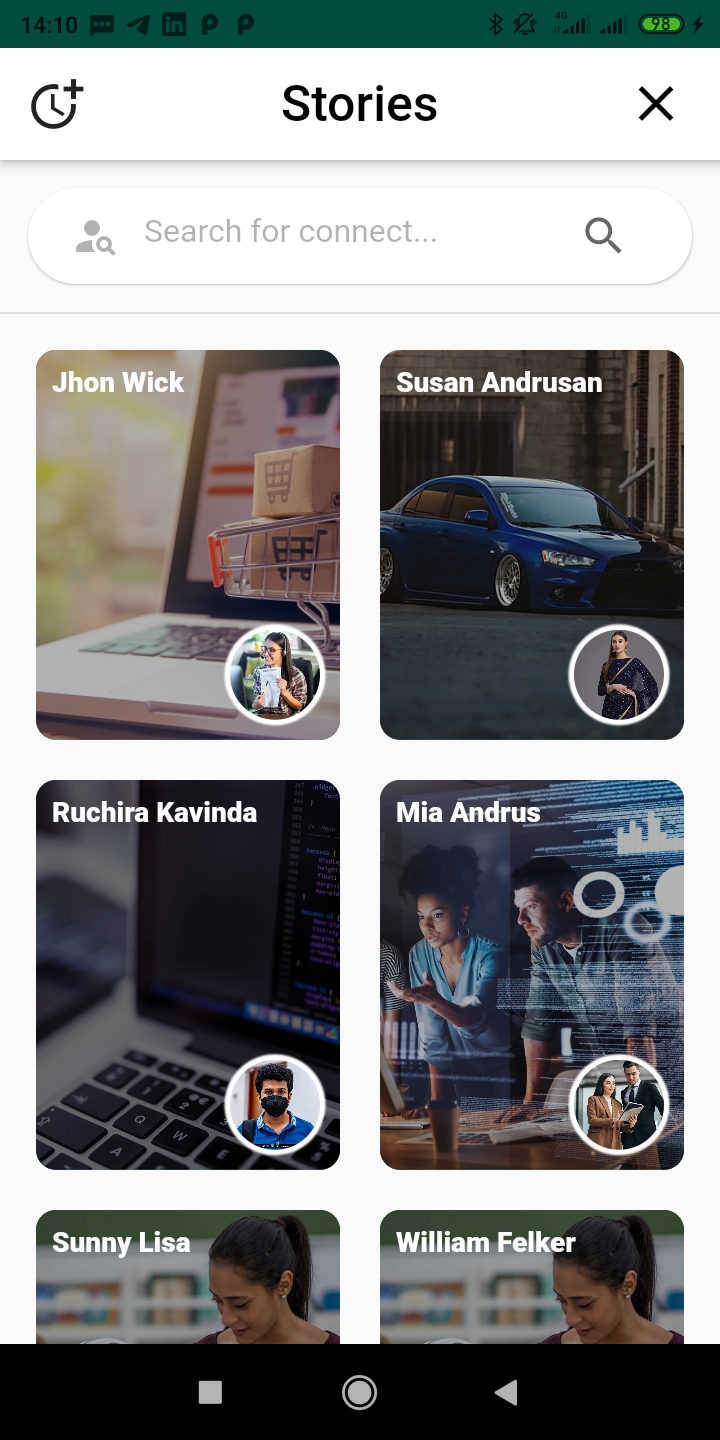 14:10
4G
98
Stories
Search for connect...
Jhon Wick
Susan Andrusan
Ruchira Kavinda
Mia Andrus
Sunny Lisa
William Felker